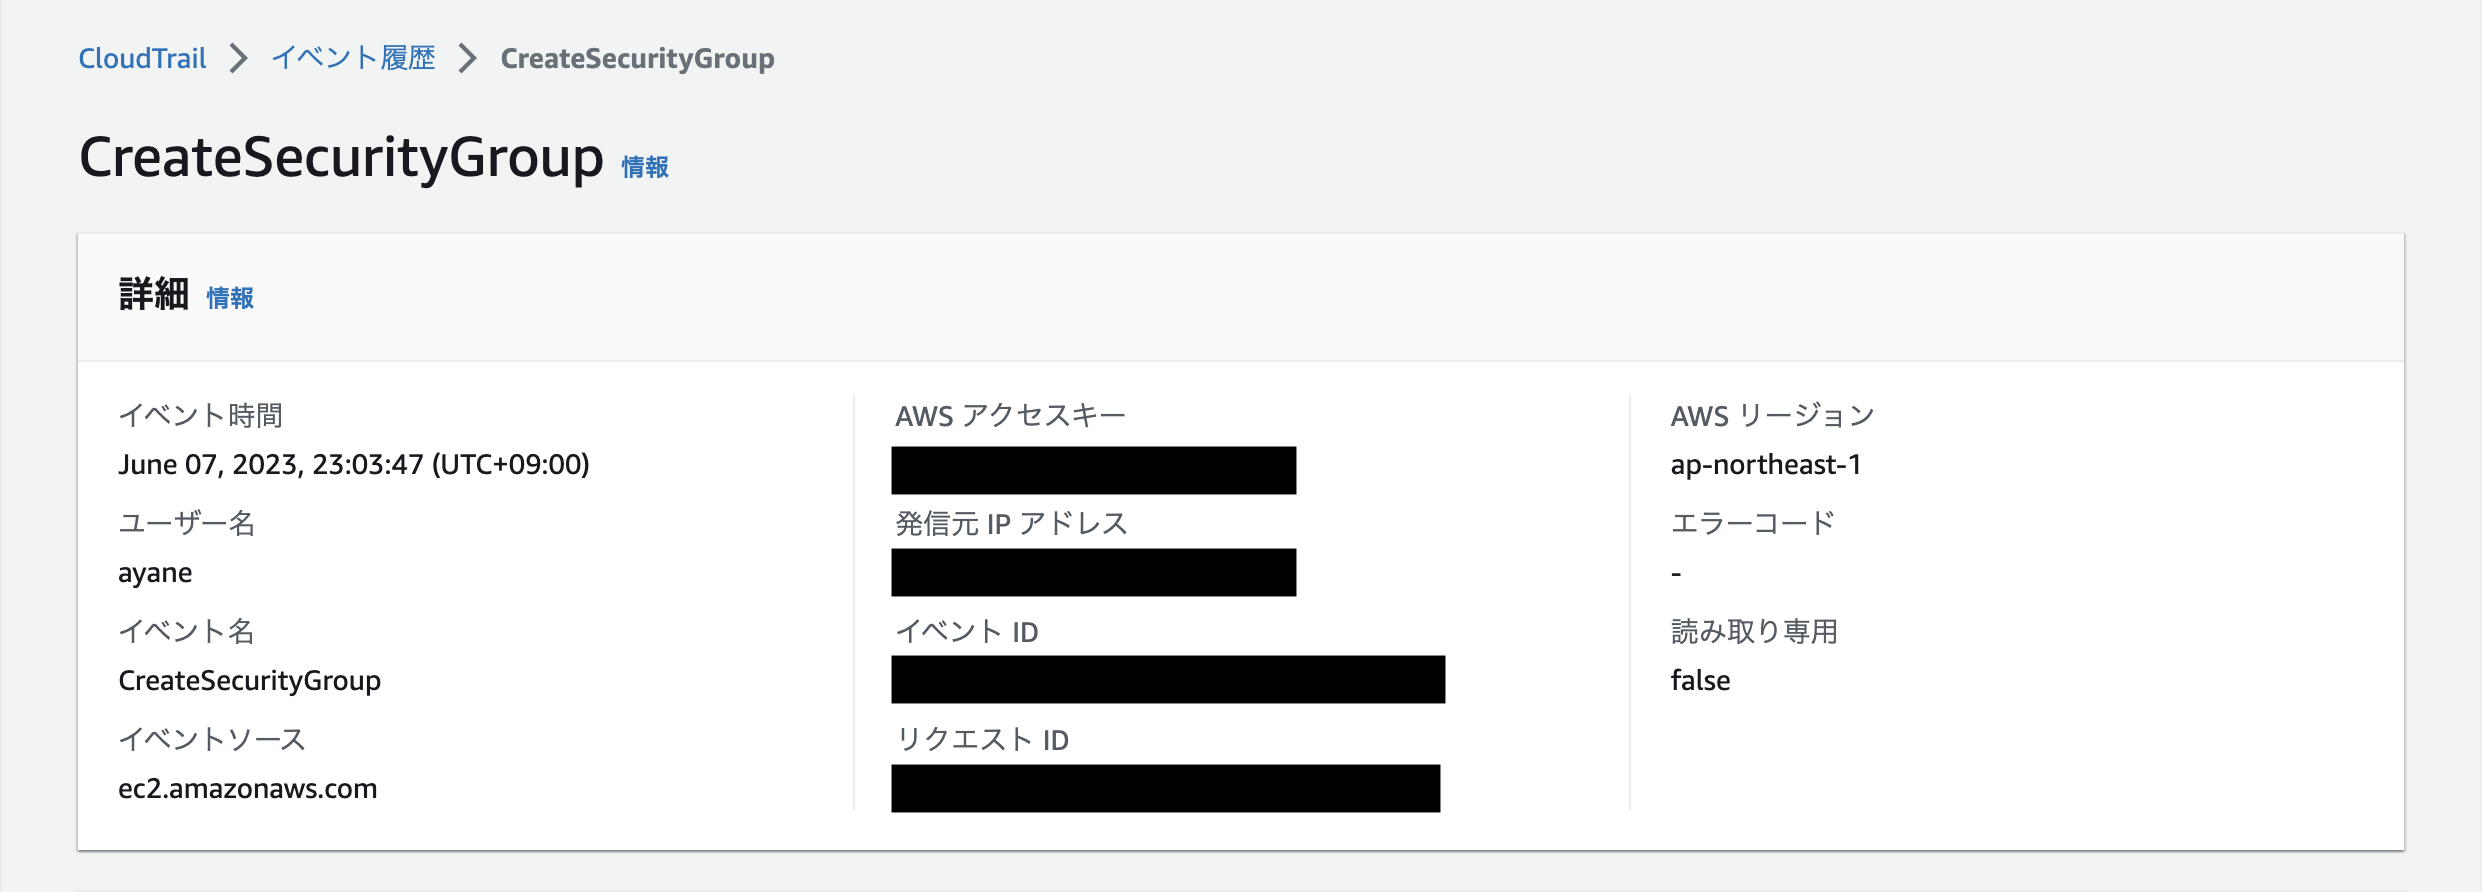 CloudTrail > イベント履歴 > CreateSecurityGroup
CreateSecurityGroup 情報
詳細 情報
イベント時間
June 07, 2023, 23:03:47 (UTC+09:00)
ユーザー名
ayane
イベント名
CreateSecurityGroup
イベントソース
ec2.amazonaws.com
AWS アクセスキー
発信元 IP アドレス
イベント ID
リクエスト ID
AWS リージョン
ap-northeast-1
エラーコード
-
読み取り専用
false